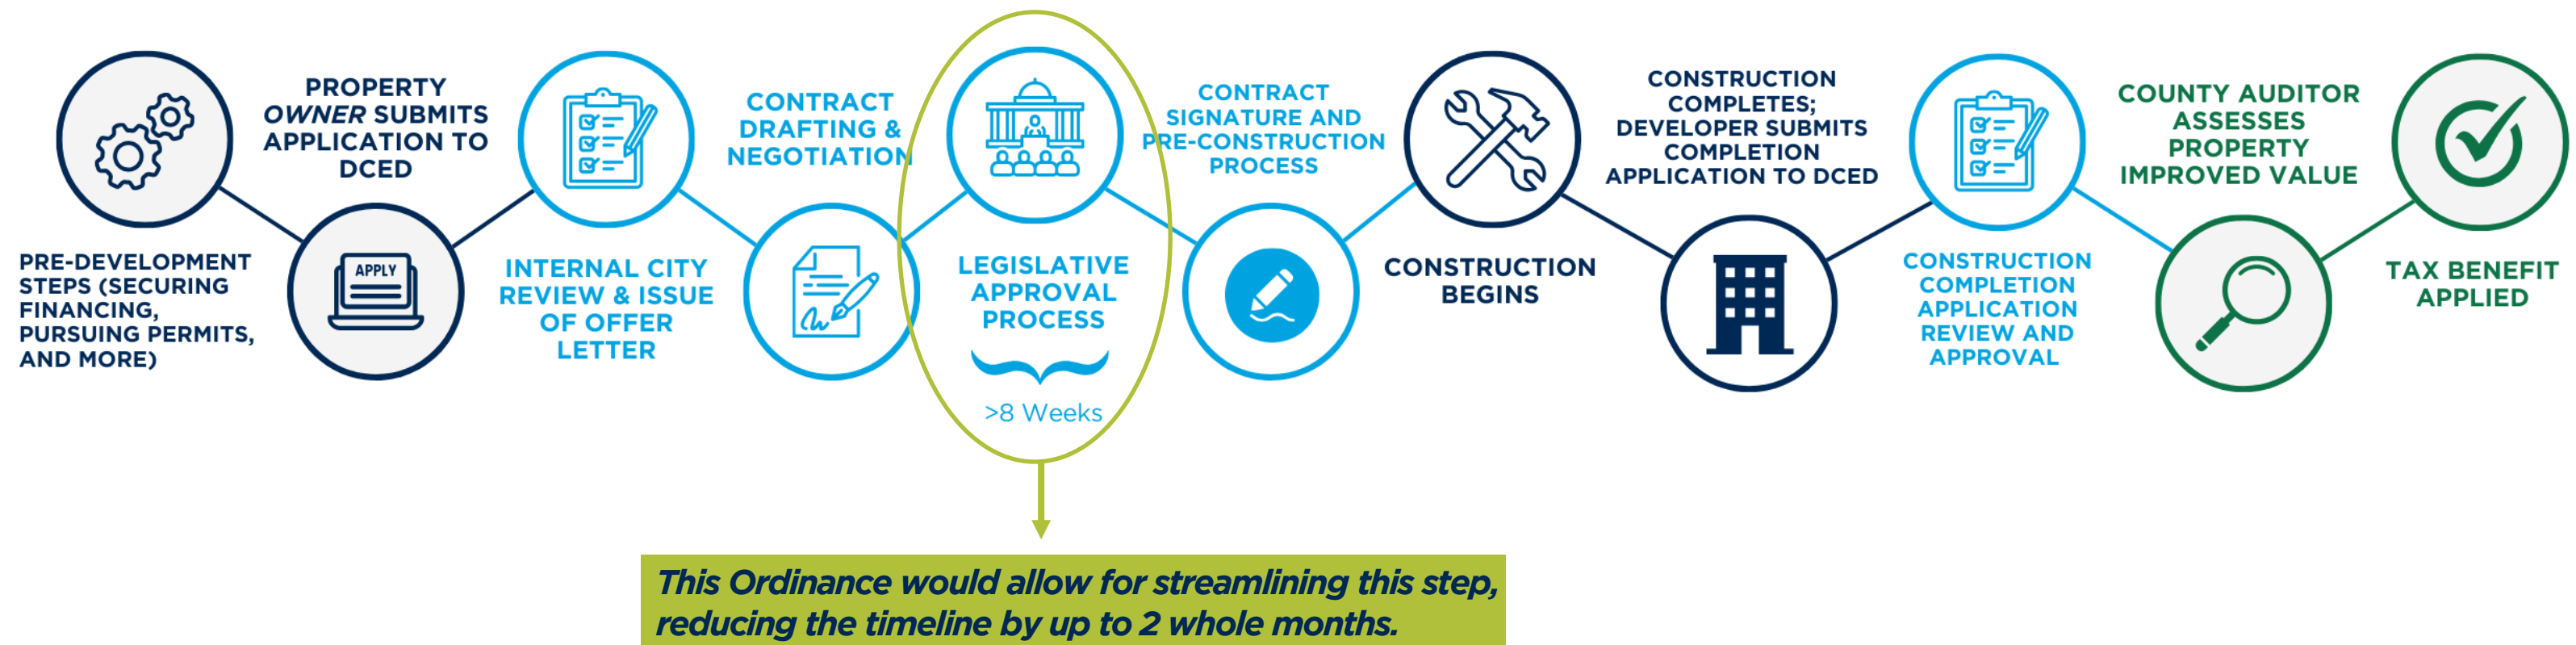 PRE-DEVELOPMENT
STEPS (SECURING
FINANCING,
PURSUING PERMITS,
AND MORE)
PROPERTY
OWNER SUBMITS
APPLICATION TO
DCED
APPLY
INTERNAL CITY
REVIEW & ISSUE
OF OFFER
LETTER
CONTRACT
DRAFTING &
NEGOTIATION
LEGISLATIVE
APPROVAL
PROCESS
>8 Weeks
CONTRACT
SIGNATURE AND
PRE-CONSTRUCTION
PROCESS
CONSTRUCTION
BEGINS
CONSTRUCTION
COMPLETES;
DEVELOPER SUBMITS
COMPLETION
APPLICATION TO DCED
CONSTRUCTION
COMPLETION
APPLICATION
REVIEW AND
APPROVAL
COUNTY AUDITOR
ASSESSES
PROPERTY
IMPROVED VALUE
TAX BENEFIT
APPLIED
This Ordinance would allow for streamlining this step,
reducing the timeline by up to 2 whole months.